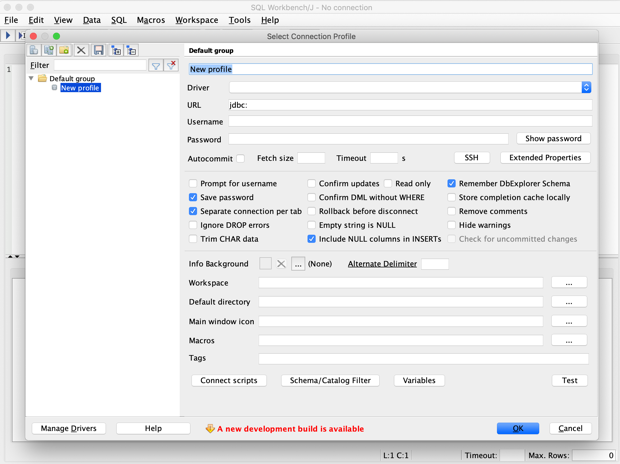 SQL Workbench/J - No connection
File Edit View Data SQL Macros Workspace Tools Help
Select Connection Profile
Default group
Filter
Default group
New profile
1
New profile
Driver
URL jdbc:
Username
Password Show password
Autocommit Fetch size Timeout s SSH Extended Properties
Prompt for username Confirm updates Read only Remember DbExplorer Schema
Save password Confirm DML without WHERE Store completion cache locally
Separate connection per tab Rollback before disconnect Remove comments
Ignore DROP errors Empty string is NULL Hide warnings
Trim CHAR data Include NULL columns in INSERTs Check for uncommitted changes
Info Background ... (None) Alternate Delimiter
Workspace ...
Default directory ...
Main window icon ...
Macros ...
Tags
Connect scripts Schema/Catalog Filter Variables Test
Manage Drivers Help A new development build is available OK Cancel
L:1 C:1 Timeout: Max. Rows: 0